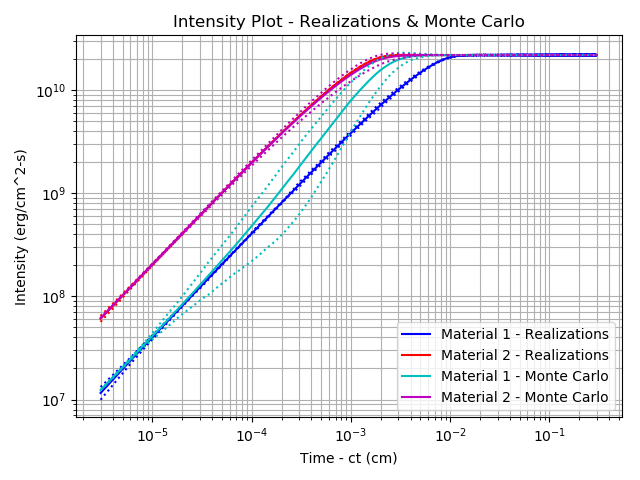 Intensity Plot - Realizations & Monte Carlo
Intensity (erg/cm^2-s)
10^10
10^9
10^8
10^7
Material 1 - Realizations
Material 2 - Realizations
Material 1 - Monte Carlo
Material 2 - Monte Carlo
10^−5 10^−4 10^−3 10^−2 10^−1
Time - ct (cm)